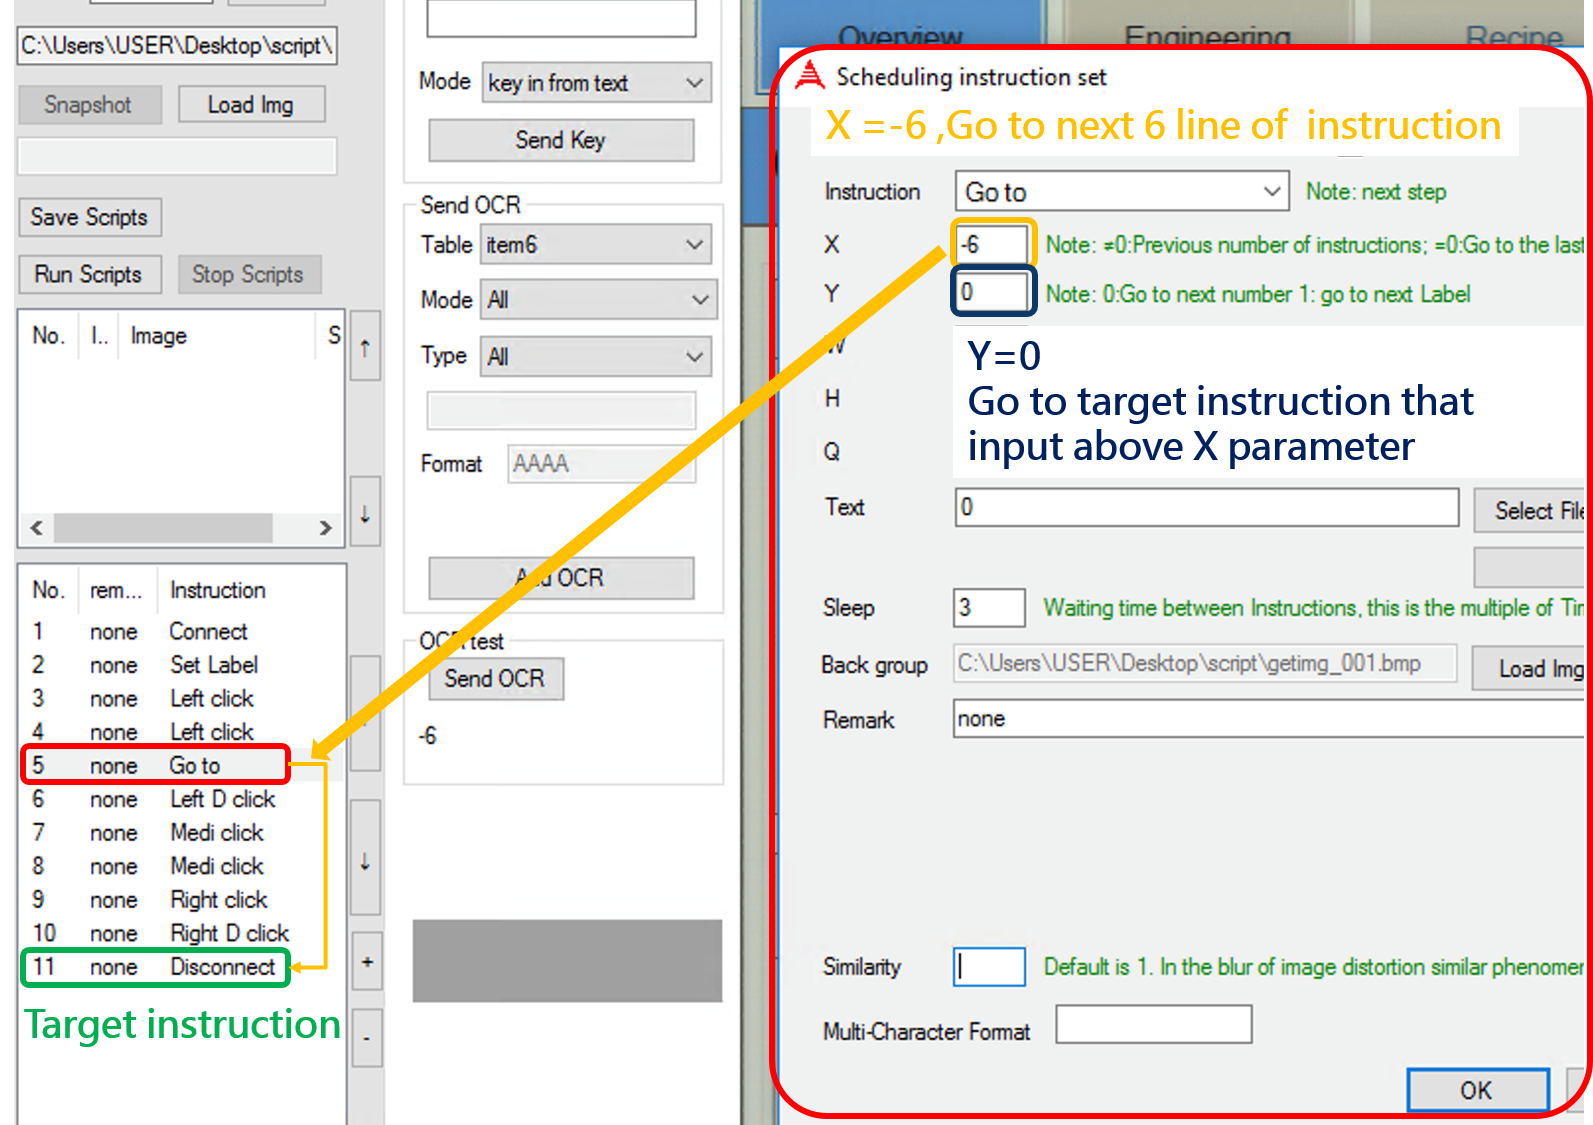 C:\Users\USER\Desktop\script\
Snapshot
Load Img
Save Scripts
Run Scripts
Stop Scripts
No. I.. Image S
↑
↓
No. rem... Instruction
1 none Connect
2 none Set Label
3 none Left click
4 none Left click
5 none Go to
6 none Left D click
7 none Medi click
8 none Medi click
9 none Right click
10 none Right D click
11 none Disconnect
Target instruction
↓
+
-
Mode key in from text
Send Key
Send OCR
Table item6
Mode All
Type All
Format AAAA
Add OCR
OCR test
Send OCR
-6
Overview Engineering Recipe
Scheduling instruction set
X =-6 ,Go to next 6 line of instruction
Instruction Go to Note: next step
X -6 Note: ≠0:Previous number of instructions; =0:Go to the last
Y 0 Note: 0:Go to next number 1: go to next Label
W
Y=0
H
Go to target instruction that
Q
input above X parameter
Text 0 Select File
Sleep 3 Waiting time between Instructions, this is the multiple of Tim
Back group C:\Users\USER\Desktop\script\getimg_001.bmp Load Img
Remark none
Similarity Default is 1. In the blur of image distortion similar phenomen
Multi-Character Format
OK